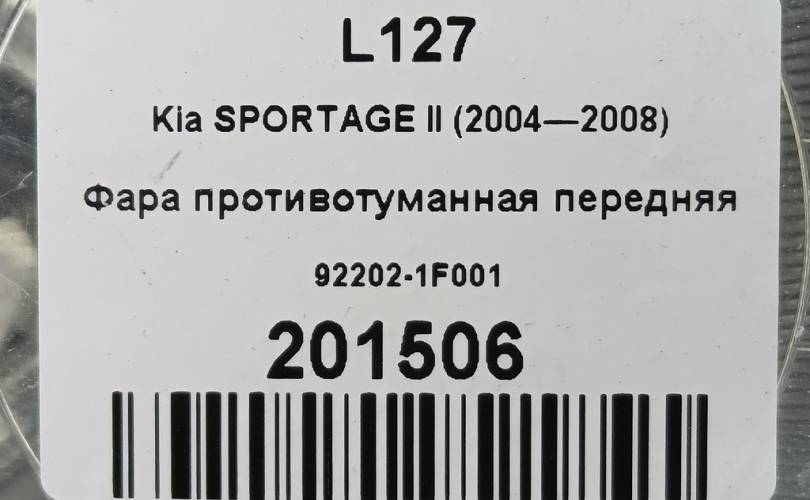 L127
Kia SPORTAGE II (2004—2008)
Фара противотуманная передняя
92202-1F001
201506